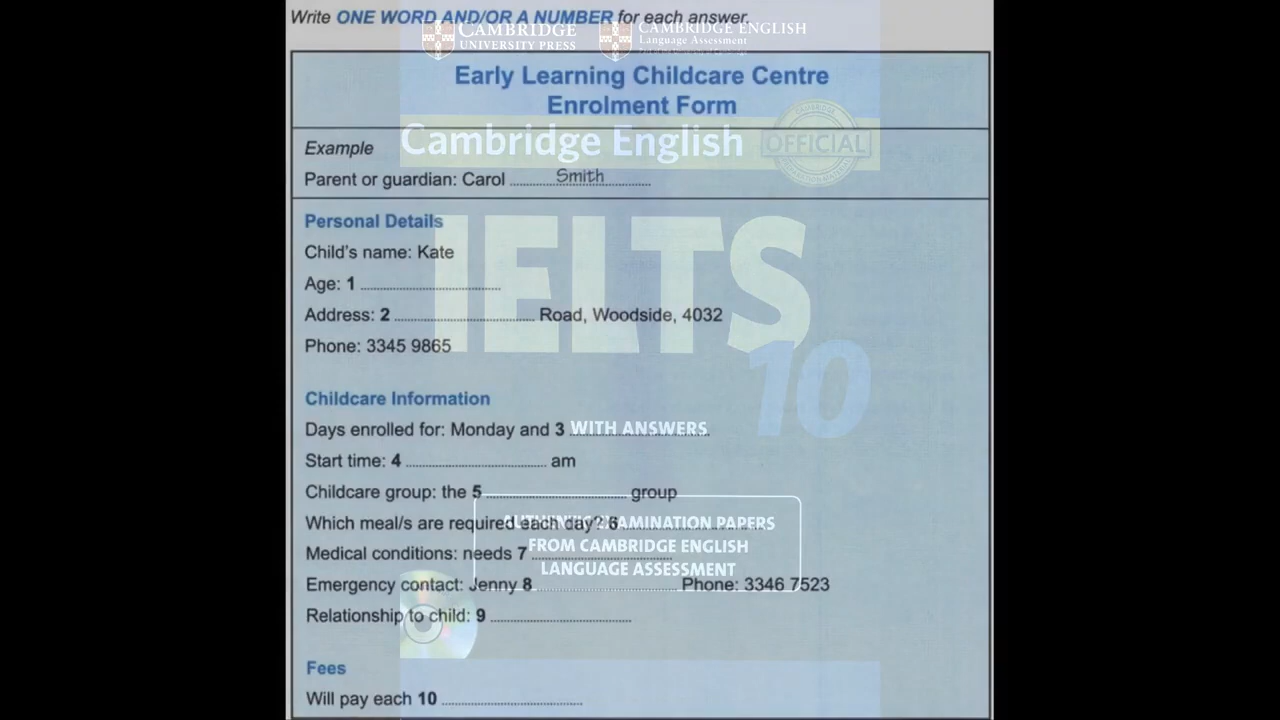 Write ONE WORD AND/OR A NUMBER for each answer.
CAMBRIDGE
UNIVERSITY PRESS
CAMBRIDGE ENGLISH
Language Assessment
Early Learning Childcare Centre
Enrolment Form
Cambridge English
OFFICIAL
Example
Parent or guardian: Carol Smith
Personal Details
Child's name: Kate
Age: 1
Address: 2 Road, Woodside, 4032
Phone: 3345 9865
IELTS
10
Childcare Information
Days enrolled for: Monday and 3
WITH ANSWERS
Start time: 4 am
Childcare group: the 5 group
Which meal/s are required each day? 6
AUTHENTIC EXAMINATION PAPERS
FROM CAMBRIDGE ENGLISH
LANGUAGE ASSESSMENT
Medical conditions: needs 7
Emergency contact: Jenny 8 Phone: 3346 7523
Relationship to child: 9
Fees
Will pay each 10